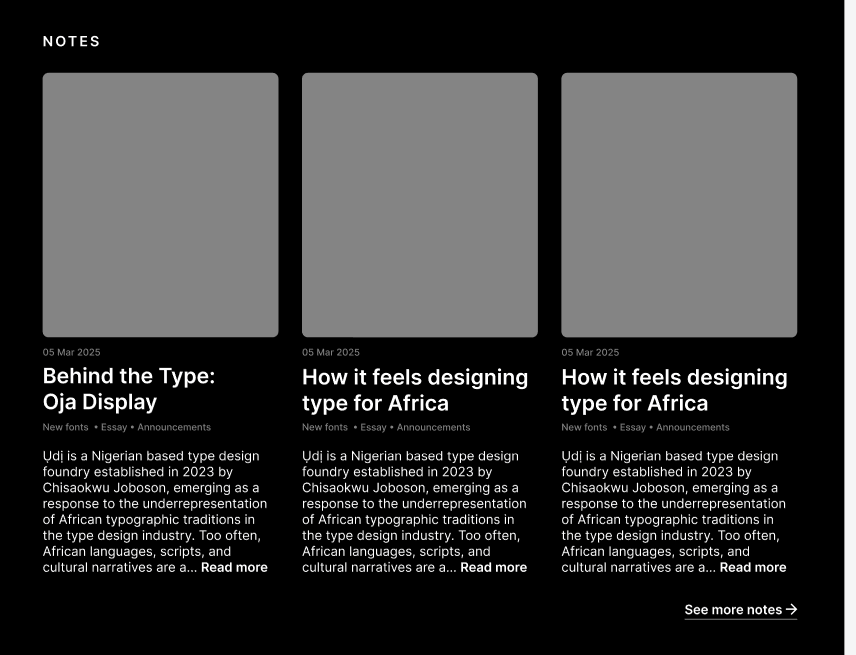 NOTES
05 Mar 2025
Behind the Type:
Oja Display
New fonts • Essay • Announcements
Ụdị is a Nigerian based type design
foundry established in 2023 by
Chisaokwu Joboson, emerging as a
response to the underrepresentation
of African typographic traditions in
the type design industry. Too often,
African languages, scripts, and
cultural narratives are a... Read more
05 Mar 2025
How it feels designing
type for Africa
New fonts • Essay • Announcements
Ụdị is a Nigerian based type design
foundry established in 2023 by
Chisaokwu Joboson, emerging as a
response to the underrepresentation
of African typographic traditions in
the type design industry. Too often,
African languages, scripts, and
cultural narratives are a... Read more
05 Mar 2025
How it feels designing
type for Africa
New fonts • Essay • Announcements
Ụdị is a Nigerian based type design
foundry established in 2023 by
Chisaokwu Joboson, emerging as a
response to the underrepresentation
of African typographic traditions in
the type design industry. Too often,
African languages, scripts, and
cultural narratives are a... Read more
See more notes →